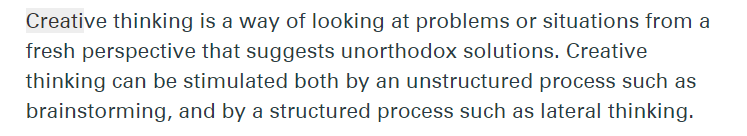 Creative thinking is a way of looking at problems or situations from a
fresh perspective that suggests unorthodox solutions. Creative
thinking can be stimulated both by an unstructured process such as
brainstorming, and by a structured process such as lateral thinking.